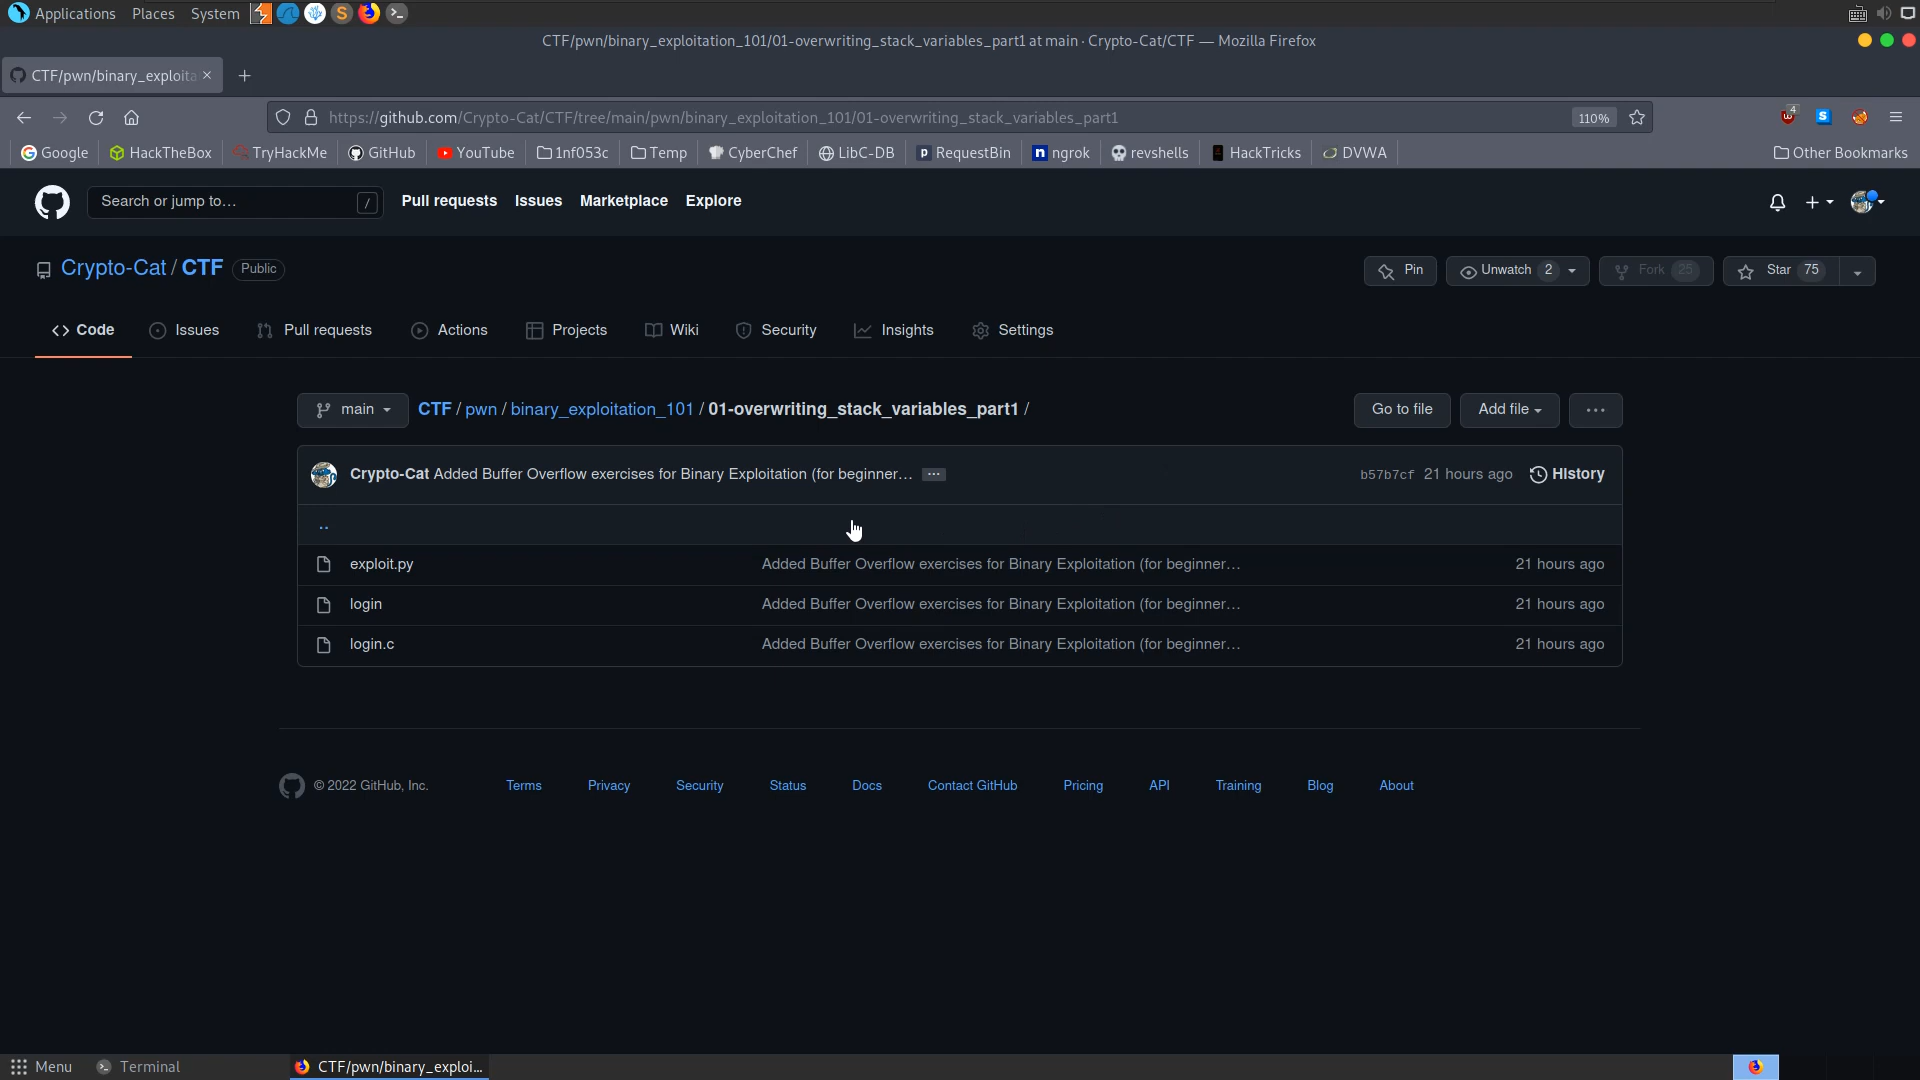 Applications Places System
CTF/pwn/binary_exploitation_101/01-overwriting_stack_variables_part1 at main · Crypto-Cat/CTF — Mozilla Firefox
CTF/pwn/binary_exploita × +
https://github.com/Crypto-Cat/CTF/tree/main/pwn/binary_exploitation_101/01-overwriting_stack_variables_part1 110% 4
Google HackTheBox TryHackMe GitHub YouTube 1nf053c Temp CyberChef LibC-DB RequestBin ngrok revshells HackTricks DVWA Other Bookmarks
Search or jump to… / Pull requests Issues Marketplace Explore
Crypto-Cat / CTF Public Pin Unwatch 2 Fork 25 Star 75
Code Issues Pull requests Actions Projects Wiki Security Insights Settings
main CTF / pwn / binary_exploitation_101 / 01-overwriting_stack_variables_part1 / Go to file Add file ···
Crypto-Cat Added Buffer Overflow exercises for Binary Exploitation (for beginner… ··· b57b7cf 21 hours ago History
..
exploit.py Added Buffer Overflow exercises for Binary Exploitation (for beginner… 21 hours ago
login Added Buffer Overflow exercises for Binary Exploitation (for beginner… 21 hours ago
login.c Added Buffer Overflow exercises for Binary Exploitation (for beginner… 21 hours ago
© 2022 GitHub, Inc. Terms Privacy Security Status Docs Contact GitHub Pricing API Training Blog About
Menu Terminal CTF/pwn/binary_exploi...